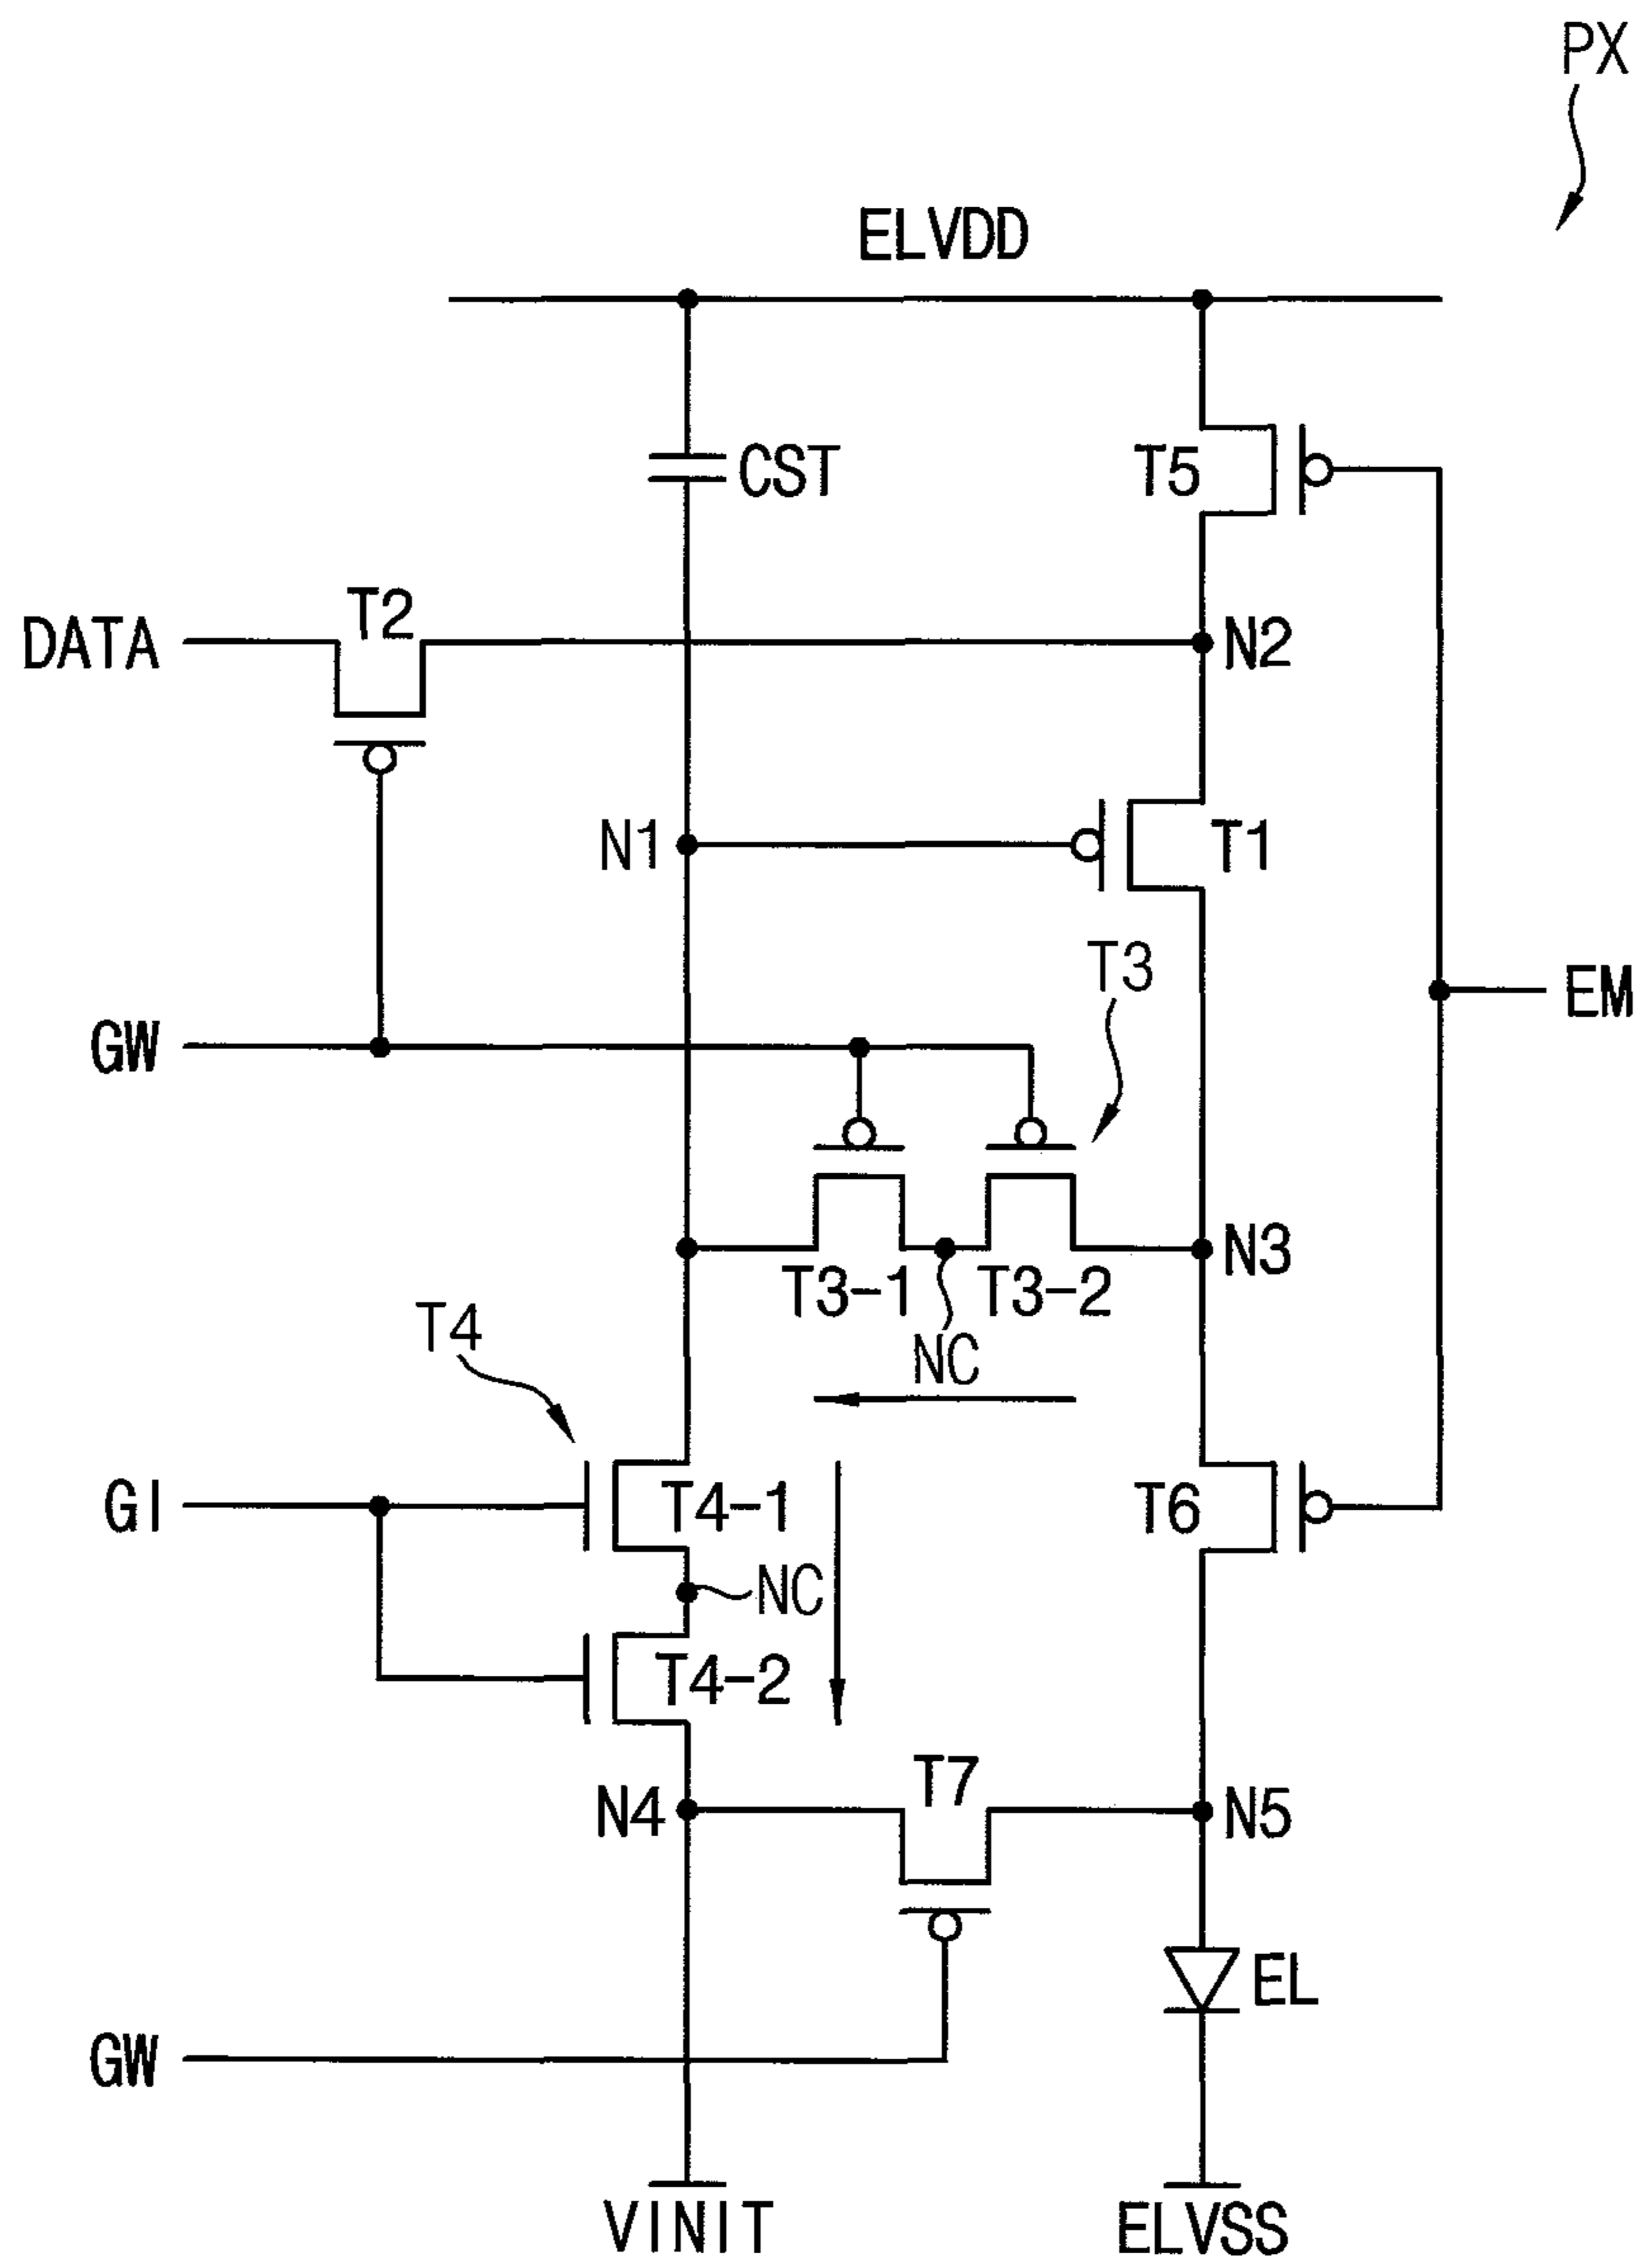 PX
ELVDD
CST
T5
T2
DATA
N2
N1
T1
T3
EM
GW
N3
T3-1
T3-2
T4
NC
GI
T4-1
T6
NC
T4-2
T7
N4
N5
EL
GW
VINIT
ELVSS